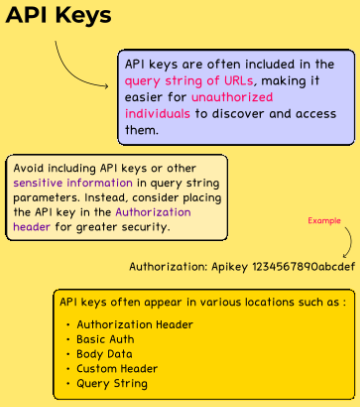 API Keys
API keys are often included in the
query string of URLs, making it
easier for unauthorized
individuals to discover and access
them.
Avoid including API keys or other
sensitive information in query string
parameters. Instead, consider placing
the API key in the Authorization
header for greater security.
Example
Authorization: Apikey 1234567890abcdef
API keys often appear in various locations such as :
• Authorization Header
• Basic Auth
• Body Data
• Custom Header
• Query String